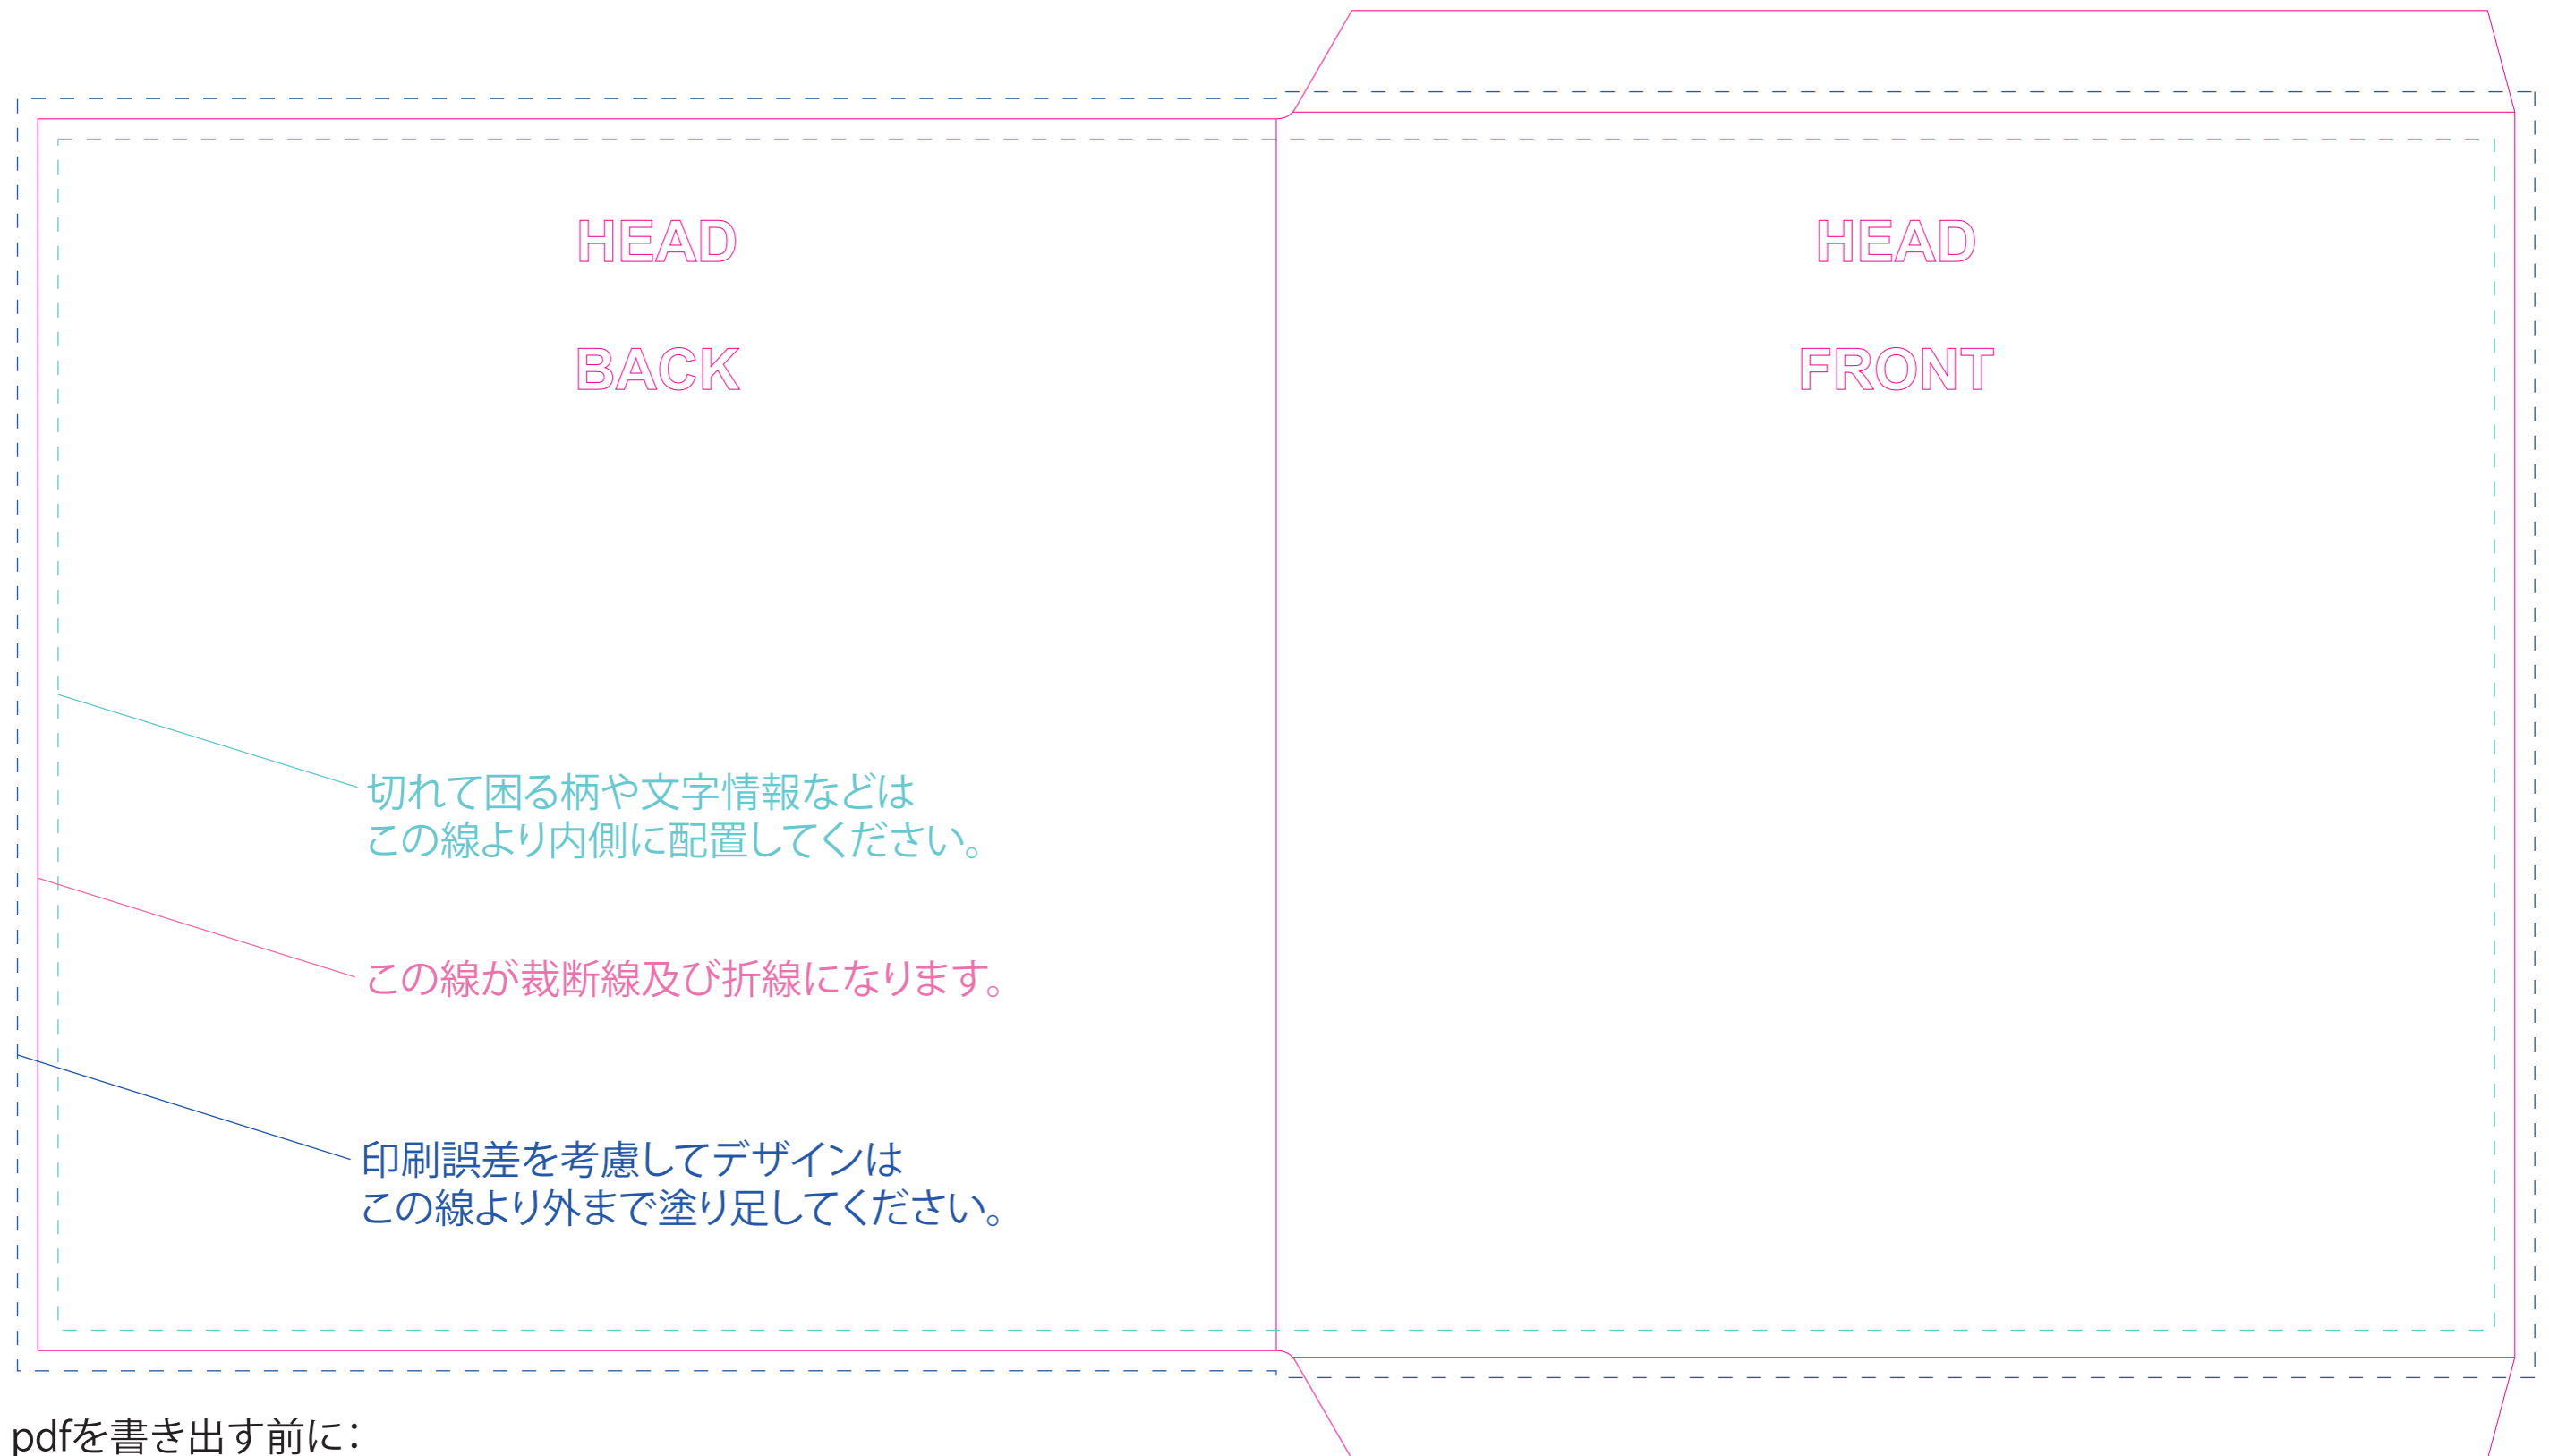 HEAD
BACK
HEAD
FRONT
切れて困る柄や文字情報などは
この線より内側に配置してください。
この線が裁断線及び折線になります。
印刷誤差を考慮してデザインは
この線より外まで塗り足してください。
pdfを書き出す前に：